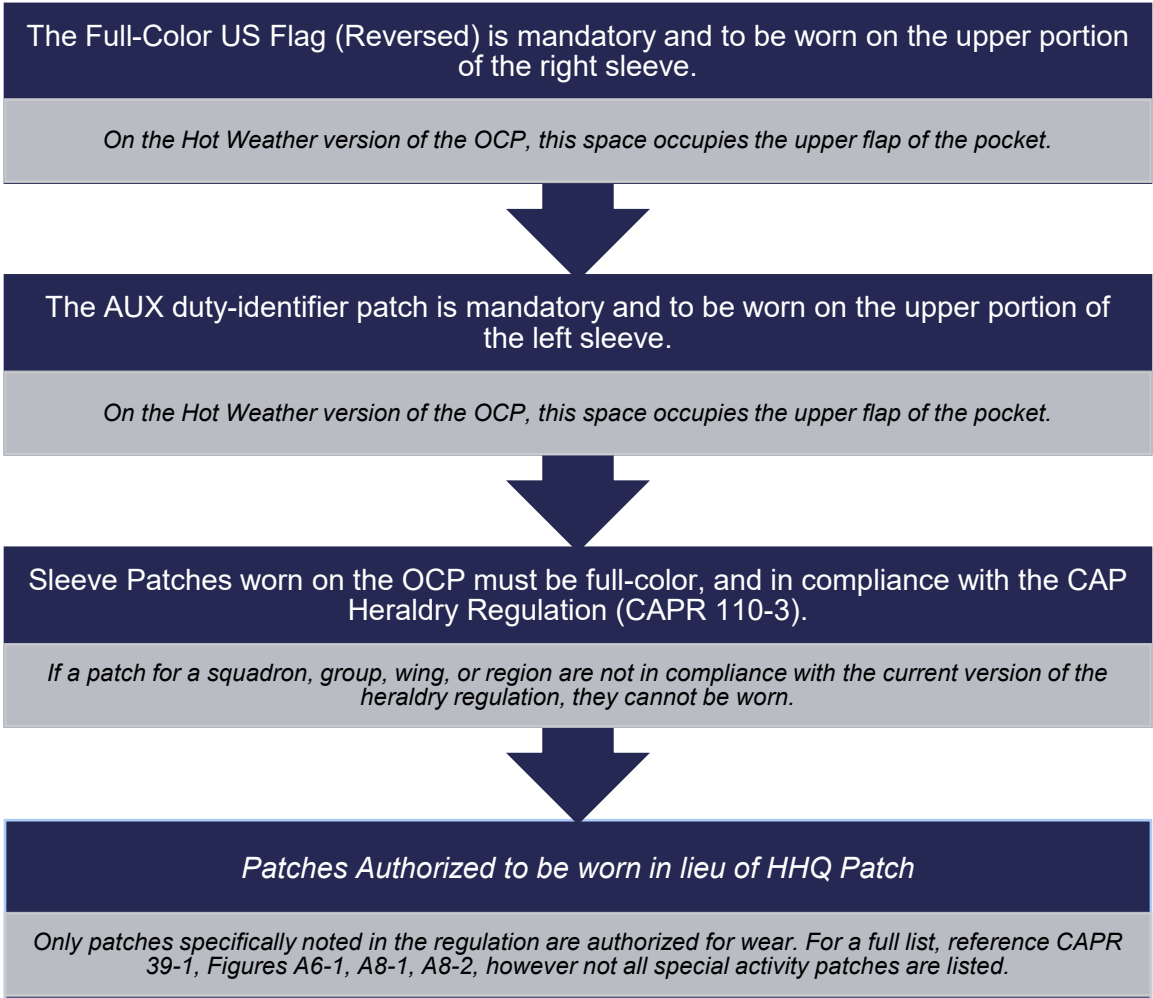 The Full-Color US Flag (Reversed) is mandatory and to be worn on the upper portion
of the right sleeve.
On the Hot Weather version of the OCP, this space occupies the upper flap of the pocket.
The AUX duty-identifier patch is mandatory and to be worn on the upper portion of
the left sleeve.
On the Hot Weather version of the OCP, this space occupies the upper flap of the pocket.
Sleeve Patches worn on the OCP must be full-color, and in compliance with the CAP
Heraldry Regulation (CAPR 110-3).
If a patch for a squadron, group, wing, or region are not in compliance with the current version of the
heraldry regulation, they cannot be worn.
Patches Authorized to be worn in lieu of HHQ Patch
Only patches specifically noted in the regulation are authorized for wear. For a full list, reference CAPR
39-1, Figures A6-1, A8-1, A8-2, however not all special activity patches are listed.